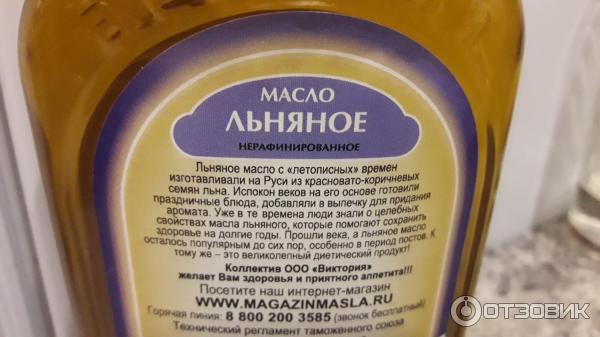 МАСЛО
ЛЬНЯНОЕ
НЕРАФИНИРОВАННОЕ
Льняное масло с «летописных» времен
изготавливали на Руси из красновато-коричневых
семян льна. Испокон веков на его основе готовили
праздничные блюда, добавляли в выпечку для придания
аромата. Уже в те времена люди знали о целебных
свойствах масла льняного, которые помогают сохранить
здоровье на долгие годы. Прошли века, а льняное масло
осталось популярным до сих пор, особенно в период постов. К
тому же – это великолепный диетический продукт!
Коллектив ООО «Виктория»
желает Вам здоровья и приятного аппетита!!!
Посетите наш интернет-магазин
WWW.MAGAZINMASLA.RU
Горячая линия: 8 800 200 3585 (звонок бесплатный)
Технический регламент таможенного союза
ОТЗОВИК